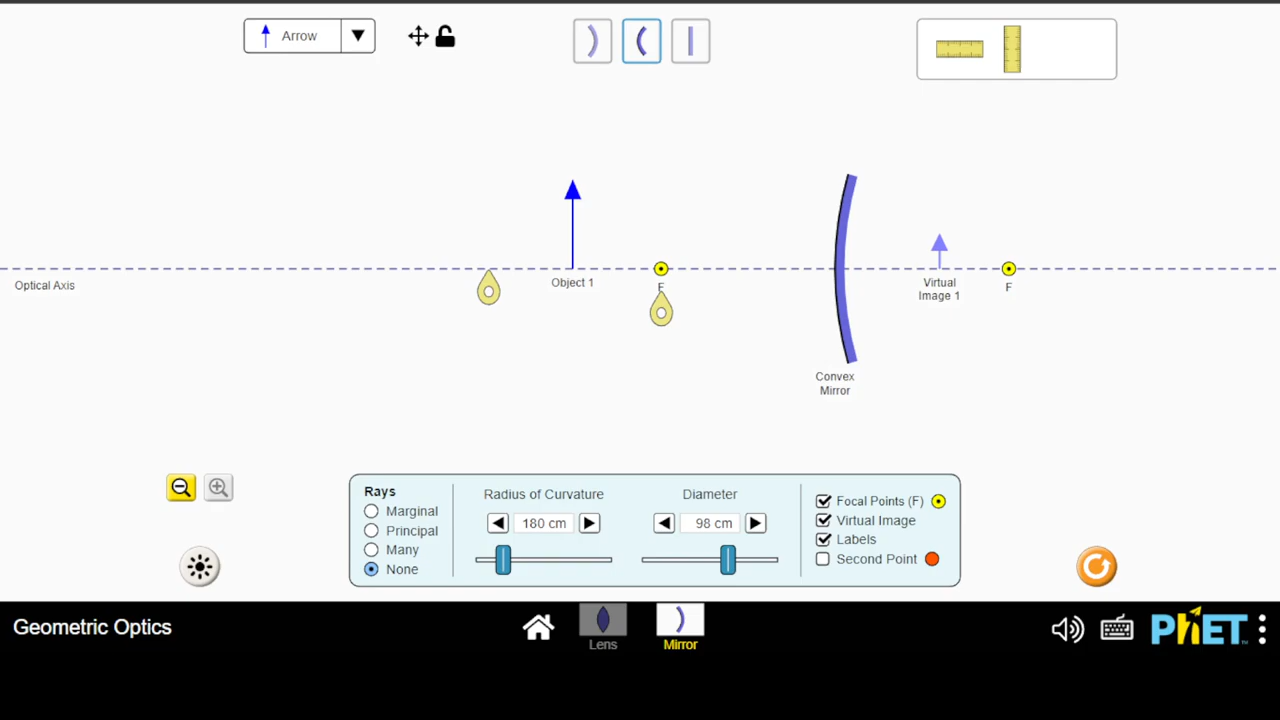 Arrow
Optical Axis
Object 1
F
Virtual
Image 1
F
Convex
Mirror
Rays
Marginal
Principal
Many
None
Radius of Curvature
180 cm
Diameter
98 cm
Focal Points (F)
Virtual Image
Labels
Second Point
Geometric Optics
Lens
Mirror
PhET